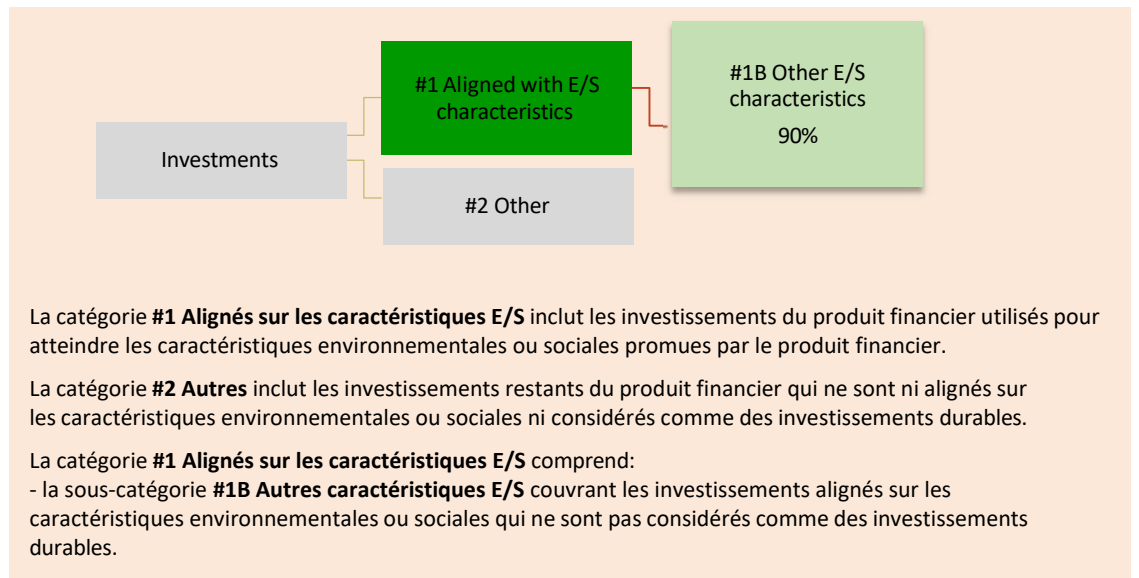 Investments
#1 Aligned with E/S
characteristics
#1B Other E/S
characteristics
90%
#2 Other
La catégorie #1 Alignés sur les caractéristiques E/S inclut les investissements du produit financier utilisés pour
atteindre les caractéristiques environnementales ou sociales promues par le produit financier.
La catégorie #2 Autres inclut les investissements restants du produit financier qui ne sont ni alignés sur
les caractéristiques environnementales ou sociales ni considérés comme des investissements durables.
La catégorie #1 Alignés sur les caractéristiques E/S comprend:
- la sous-catégorie #1B Autres caractéristiques E/S couvrant les investissements alignés sur les
caractéristiques environnementales ou sociales qui ne sont pas considérés comme des investissements
durables.